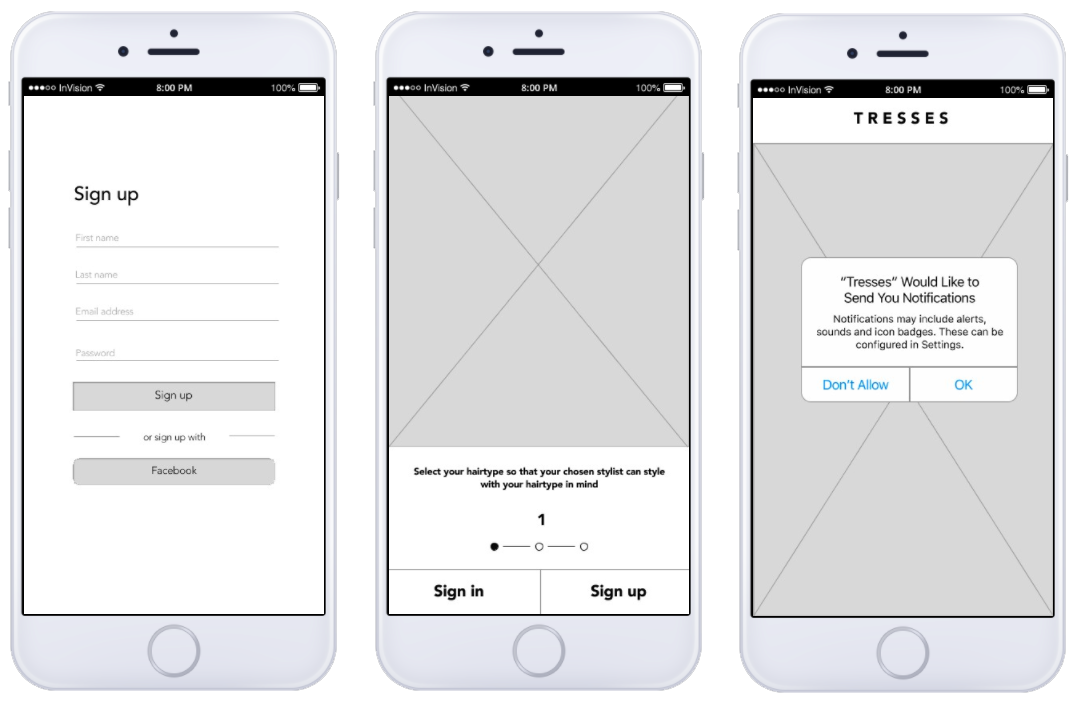 ●●●○○ InVision 8:00 PM 100%
Sign up
First name
Last name
Email address
Password
Sign up
or sign up with
Facebook
●●●○○ InVision 8:00 PM 100%
Select your hairtype so that your chosen stylist can style
with your hairtype in mind
1
Sign in Sign up
●●●○○ InVision 8:00 PM 100%
TRESSES
“Tresses” Would Like to
Send You Notifications
Notifications may include alerts,
sounds and icon badges. These can be
configured in Settings.
Don’t Allow OK